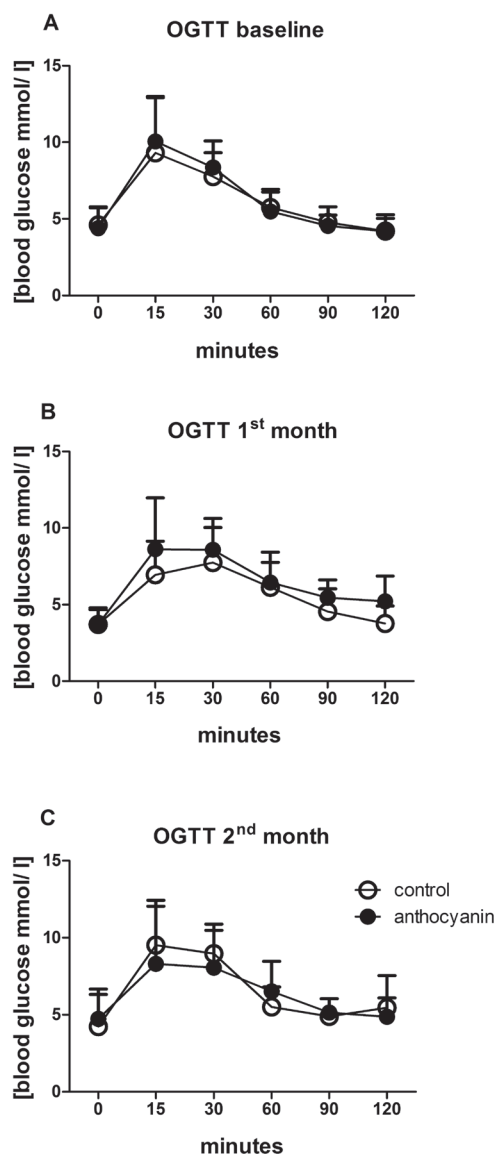 A
OGTT baseline
[blood glucose mmol/ l]
15
10
5
0
0 15 30 60 90 120
minutes
B
OGTT 1st month
[blood glucose mmol/ l]
15
10
5
0
0 15 30 60 90 120
minutes
C
OGTT 2nd month
[blood glucose mmol/ l]
15
10
5
0
control
anthocyanin
0 15 30 60 90 120
minutes